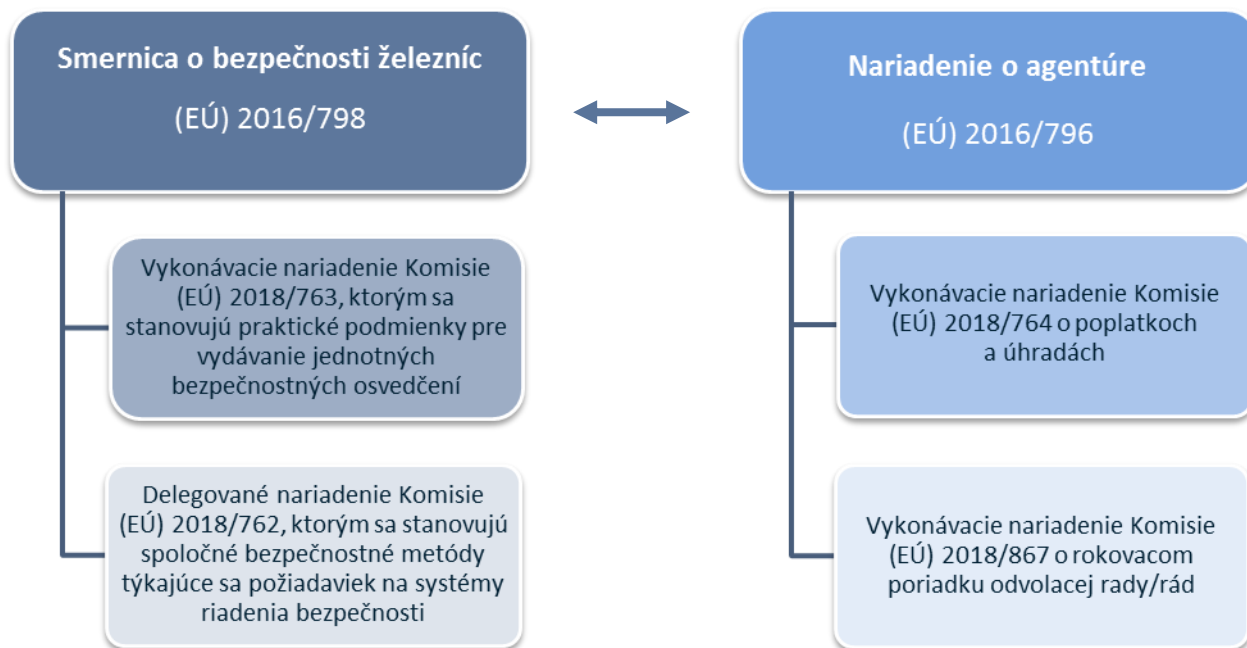 Smernica o bezpečnosti železníc
(EÚ) 2016/798
Vykonávacie nariadenie Komisie
(EÚ) 2018/763, ktorým sa
stanovujú praktické podmienky pre
vydávanie jednotných
bezpečnostných osvedčení
Delegované nariadenie Komisie
(EÚ) 2018/762, ktorým sa stanovujú
spoločné bezpečnostné metódy
týkajúce sa požiadaviek na systémy
riadenia bezpečnosti
Nariadenie o agentúre
(EÚ) 2016/796
Vykonávacie nariadenie Komisie
(EÚ) 2018/764 o poplatkoch
a úhradách
Vykonávacie nariadenie Komisie
(EÚ) 2018/867 o rokovacom
poriadku odvolacej rady/rád